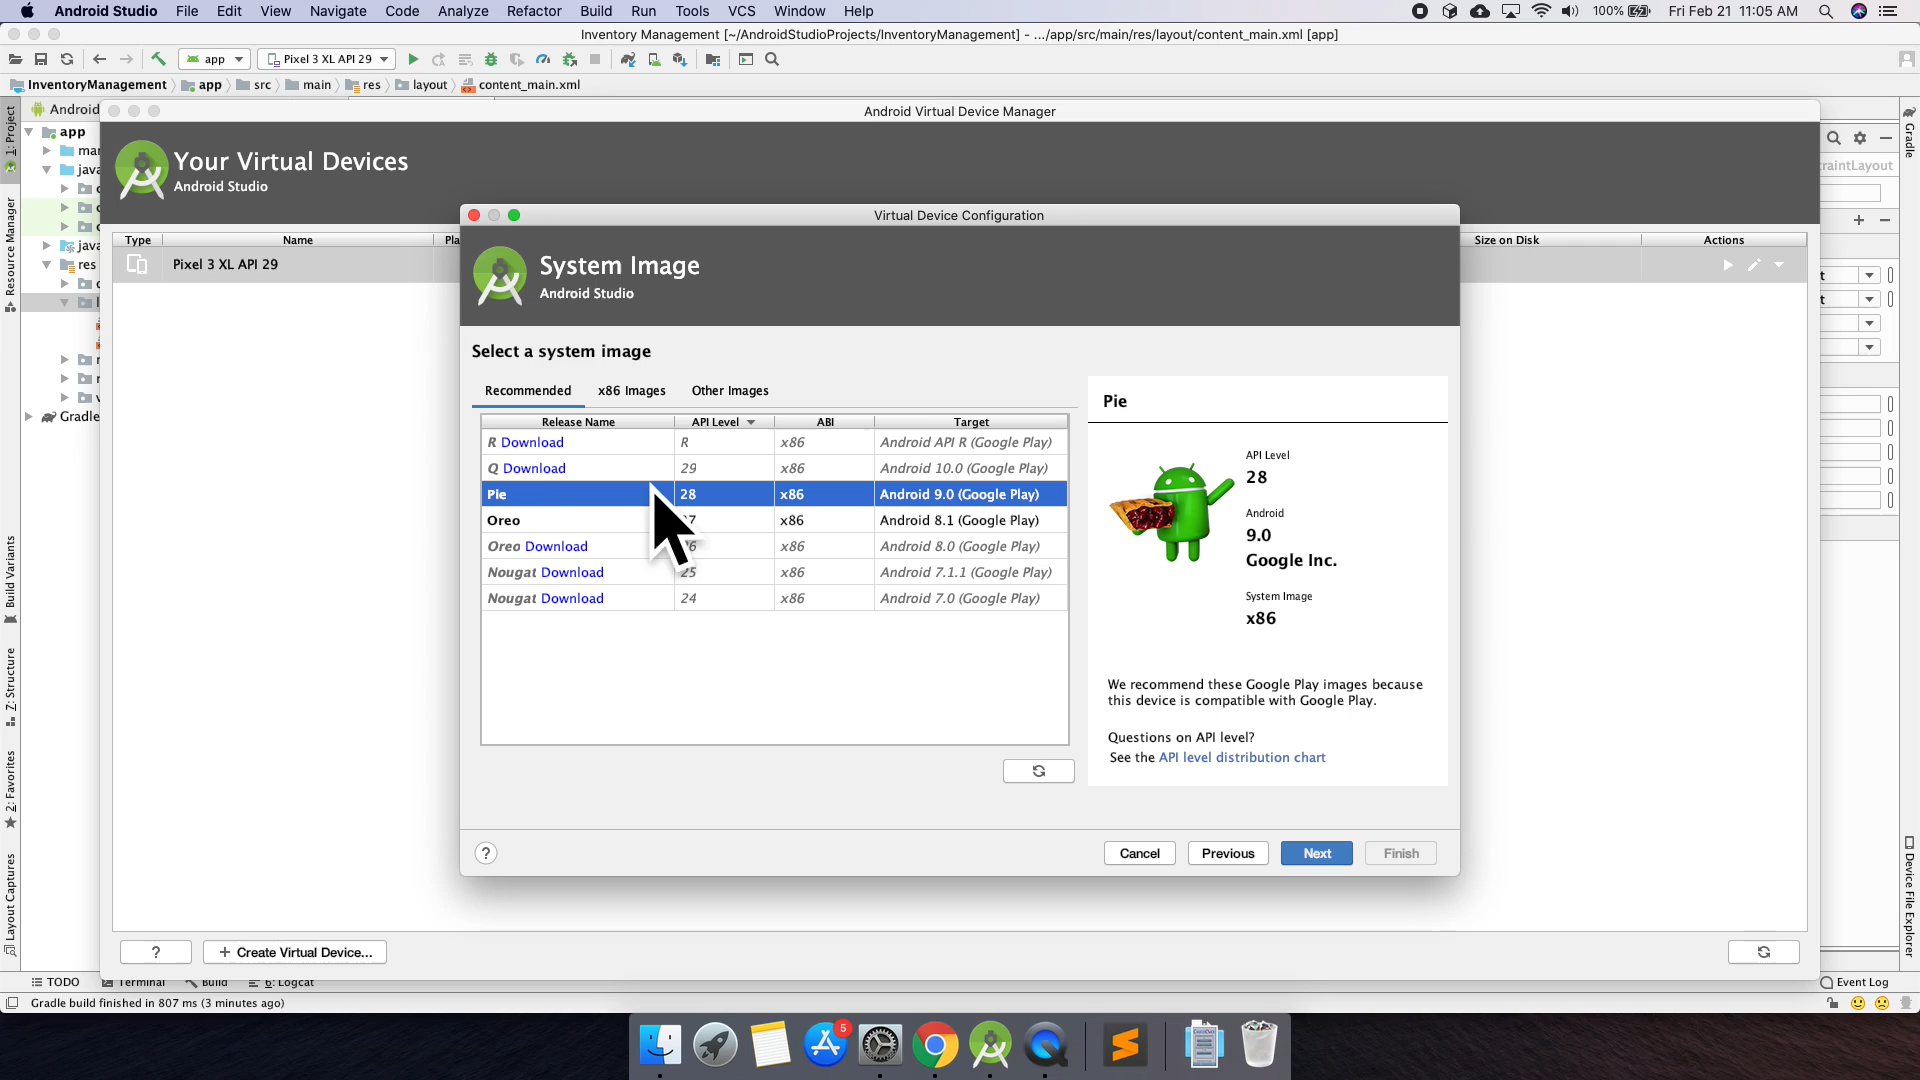 Android Studio File Edit View Navigate Code Analyze Refactor Build Run Tools VCS Window Help 100% Fri Feb 21 11:05 AM
Inventory Management [~/AndroidStudioProjects/InventoryManagement] - .../app/src/main/res/layout/content_main.xml [app]
app Pixel 3 XL API 29
InventoryManagement app src main res layout content_main.xml
Android Android Virtual Device Manager
1: Project
Resource Manager
Build Variants
Z: Structure
2: Favorites
Layout Captures
Gradle
Device File Explorer
app
java
res
Gradle
raintLayout
Your Virtual Devices
Android Studio
Type Name Size on Disk Actions
Pixel 3 XL API 29
Virtual Device Configuration
System Image
Android Studio
Select a system image
Recommended x86 Images Other Images
Release Name API Level ABI Target
R Download R x86 Android API R (Google Play)
Q Download 29 x86 Android 10.0 (Google Play)
Pie 28 x86 Android 9.0 (Google Play)
Oreo x86 Android 8.1 (Google Play)
Oreo Download x86 Android 8.0 (Google Play)
Nougat Download 25 x86 Android 7.1.1 (Google Play)
Nougat Download 24 x86 Android 7.0 (Google Play)
Pie
API Level
28
Android
9.0
Google Inc.
System Image
x86
We recommend these Google Play images because
this device is compatible with Google Play.
Questions on API level?
See the API level distribution chart
? Cancel Previous Next Finish
? + Create Virtual Device...
TODO Terminal Build 6: Logcat Event Log
Gradle build finished in 807 ms (3 minutes ago)
5